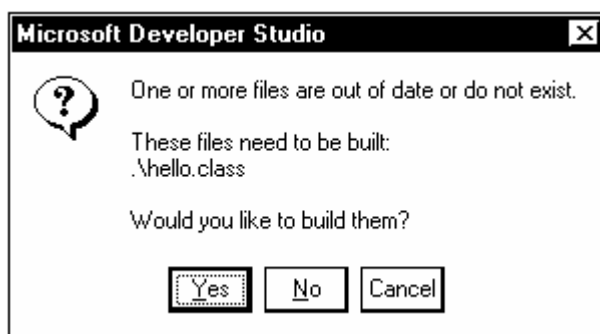 Microsoft Developer Studio
?
One or more files are out of date or do not exist.
These files need to be built:
.\hello.class
Would you like to build them?
Yes No Cancel